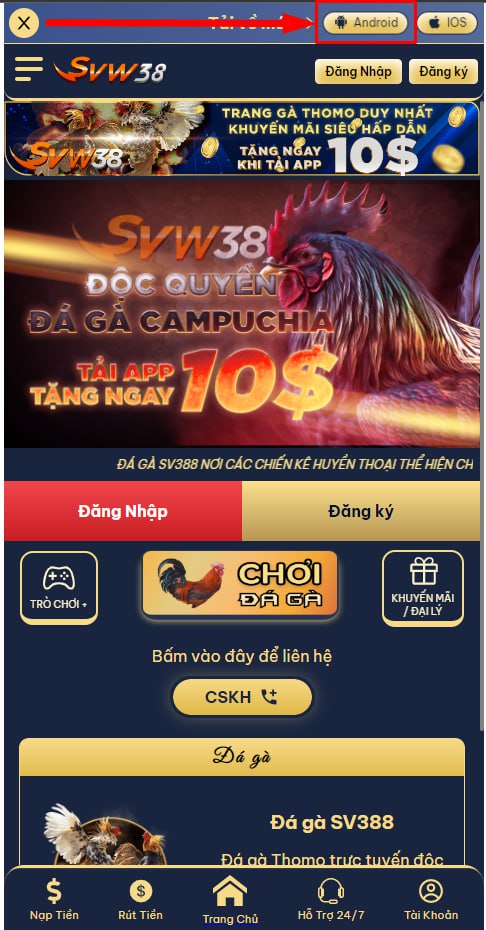 X
Tải về má
Android
IOS
SVW38
Đăng Nhập
Đăng ký
SVW38
TRANG GÀ THOMO DUY NHẤT
KHUYẾN MÃI SIÊU HẤP DẪN
TẶNG NGAY
KHI TẢI APP
10$
SVW38
ĐỘC QUYỀN
ĐÁ GÀ CAMPUCHIA
TẢI APP
TẶNG NGAY
10$
ĐÁ GÀ SV388 NƠI CÁC CHIẾN KÊ HUYỀN THOẠI THỂ HIỆN CH
Đăng Nhập
Đăng ký
TRÒ CHƠI +
CHƠI
ĐÁ GÀ
KHUYẾN MÃI
/ ĐẠI LÝ
Bấm vào đây để liên hệ
CSKH
Đá gà
Đá gà SV388
Đá gà Thomo trực tuyến độc
Nạp Tiền
Rút Tiền
Trang Chủ
Hỗ Trợ 24/7
Tài Khoản